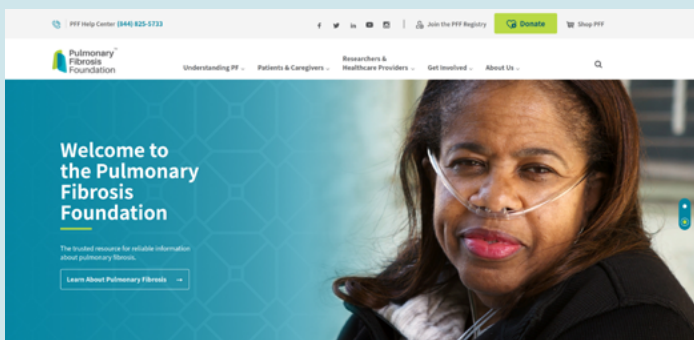 PFF Help Center (844) 825-5733
Join the PFF Registry
Donate
Shop PFF
Pulmonary
Fibrosis
Foundation
Understanding PF
Patients & Caregivers
Researchers &
Healthcare Providers
Get Involved
About Us
Welcome to
the Pulmonary
Fibrosis
Foundation
The trusted resource for reliable information
about pulmonary fibrosis.
Learn About Pulmonary Fibrosis →